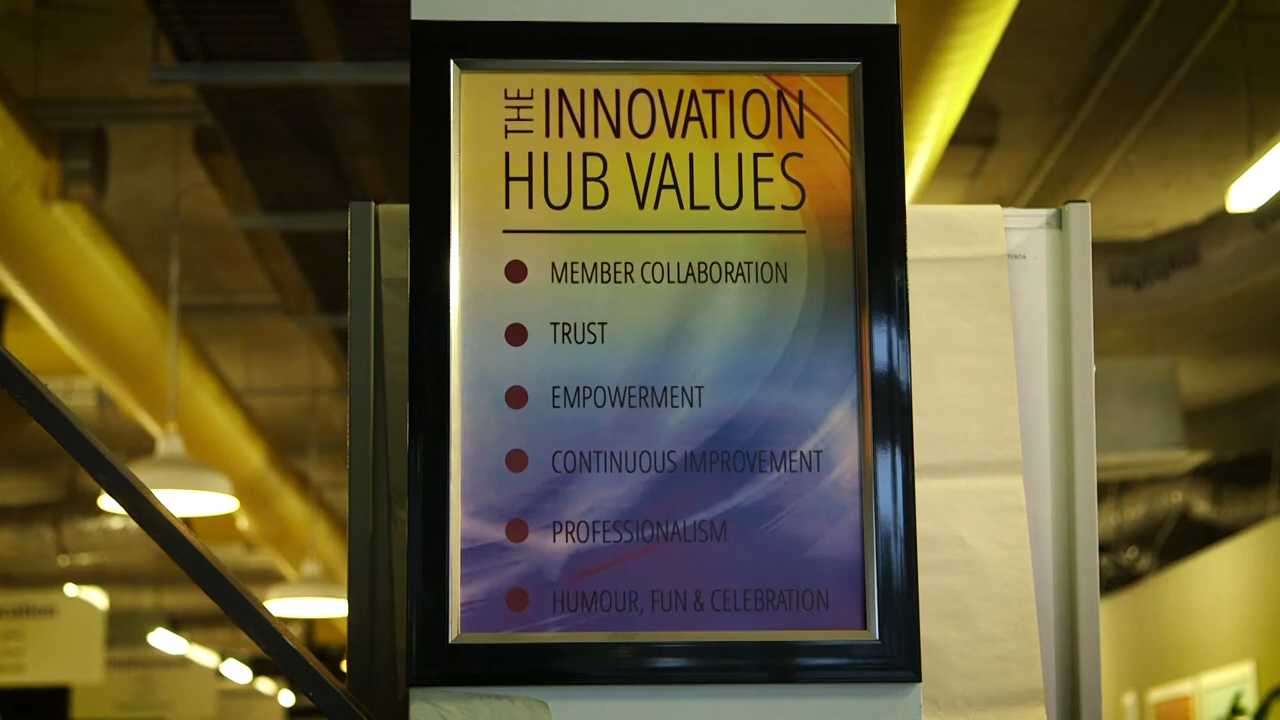 THE INNOVATION
HUB VALUES
MEMBER COLLABORATION
TRUST
EMPOWERMENT
CONTINUOUS IMPROVEMENT
PROFESSIONALISM
HUMOUR, FUN & CELEBRATION